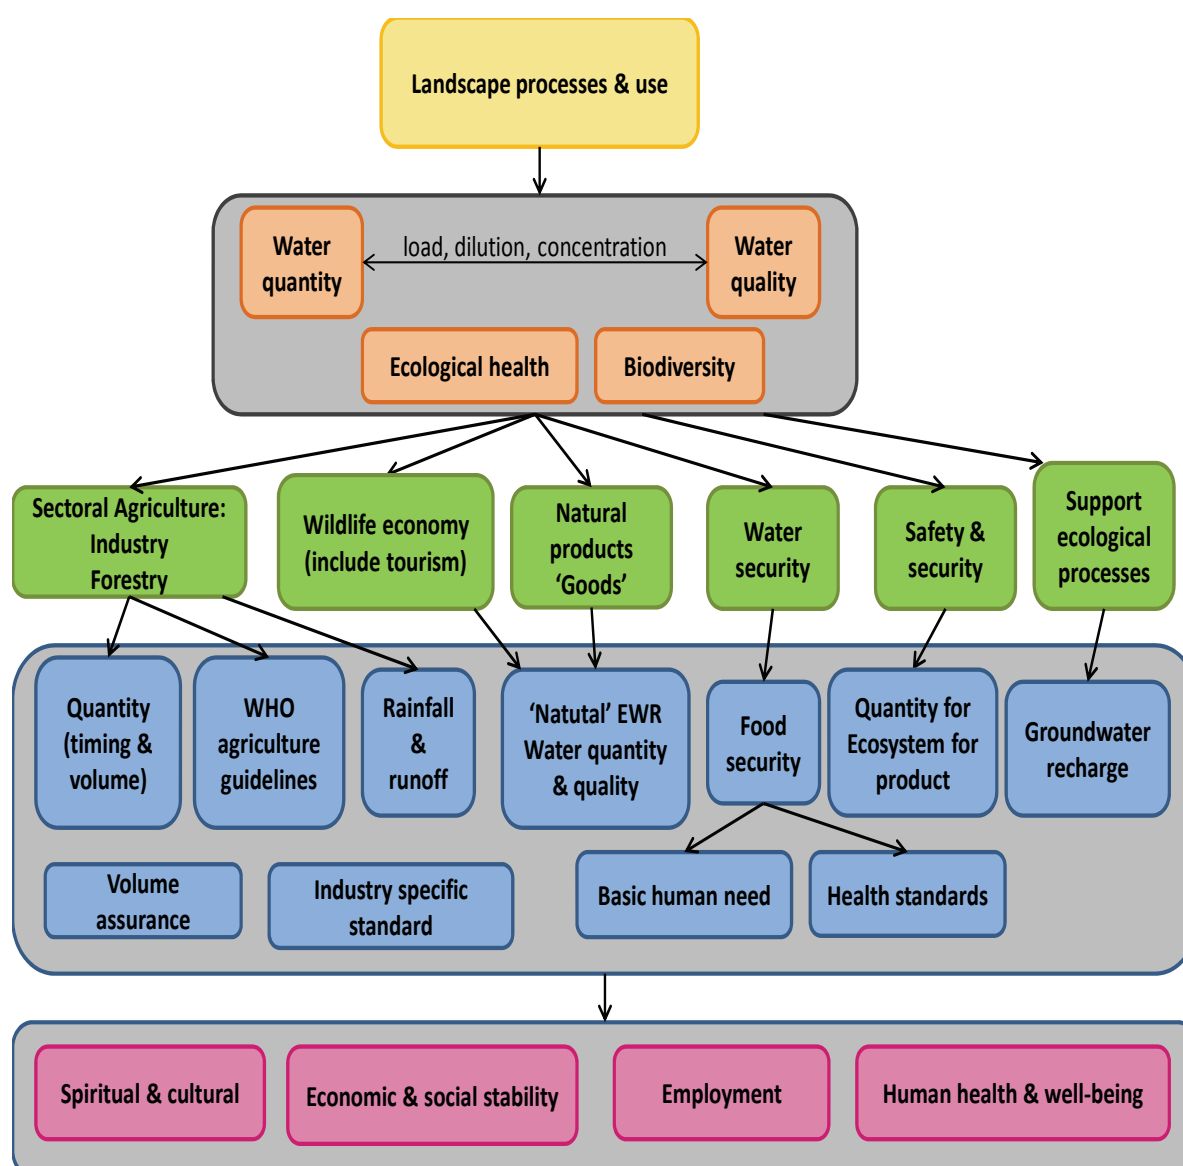 Landscape processes & use
Water
quantity
load, dilution, concentration
Water
quality
Ecological health
Biodiversity
Sectoral Agriculture:
Industry
Forestry
Wildlife economy
(include tourism)
Natural
products
‘Goods’
Water
security
Safety &
security
Support
ecological
processes
Quantity
(timing &
volume)
WHO
agriculture
guidelines
Rainfall
&
runoff
‘Natutal’ EWR
Water quantity
& quality
Food
security
Quantity for
Ecosystem for
product
Groundwater
recharge
Volume
assurance
Industry specific
standard
Basic human need
Health standards
Spiritual & cultural
Economic & social stability
Employment
Human health & well-being